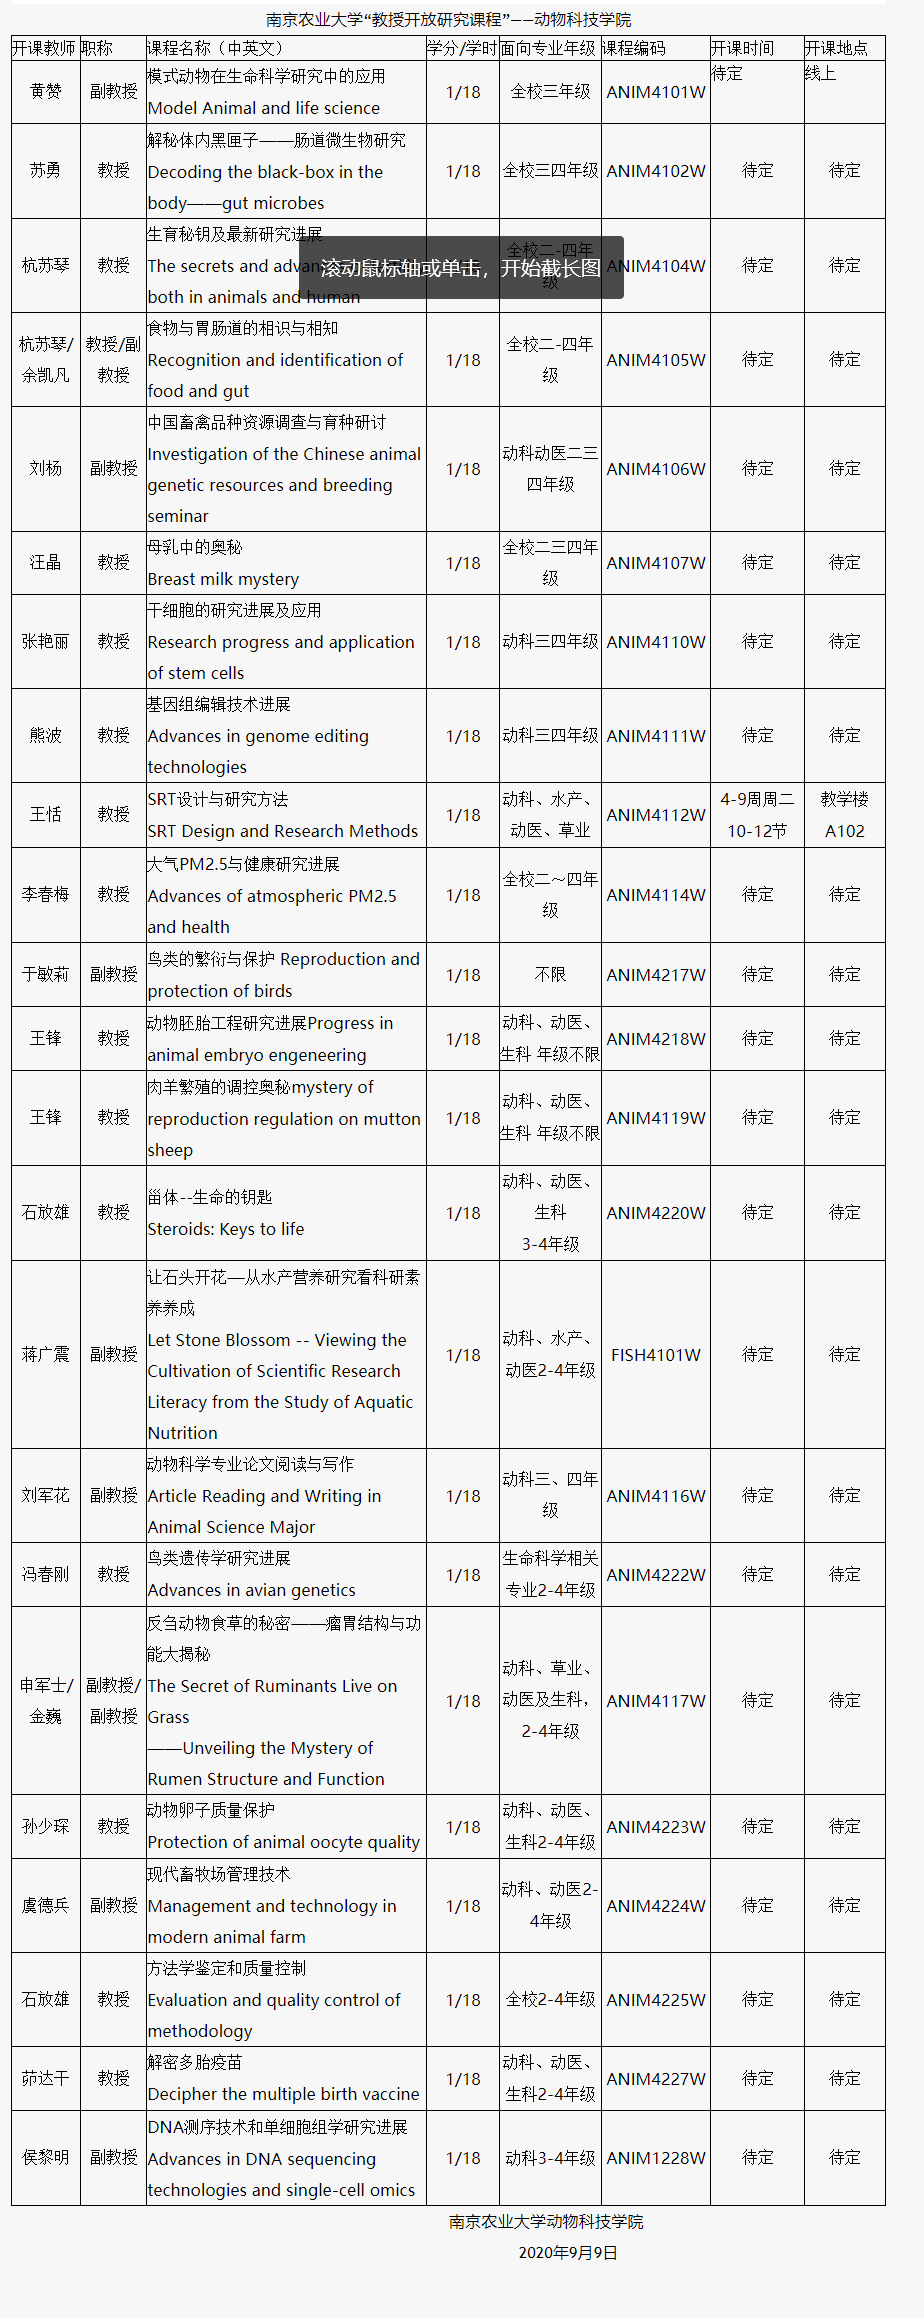 南京农业大学“教授开放研究课程”——动物科技学院
开课教师 职称 课程名称（中英文） 学分/学时 面向专业年级 课程编码 开课时间 开课地点
黄赞 副教授 模式动物在生命科学研究中的应用
Model Animal and life science 1/18 全校三年级 ANIM4101W 待定 线上
苏勇 教授 解秘体内黑匣子——肠道微生物研究
Decoding the black-box in the
body——gut microbes 1/18 全校三四年级 ANIM4102W 待定 待定
杭苏琴 教授 生育秘钥及最新研究进展
The secrets and advan
both in animals and human 全校二-四年
级 ANIM4104W 待定 待定
滚动鼠标轴或单击，开始截长图
杭苏琴/
余凯凡 教授/副
教授 食物与胃肠道的相识与相知
Recognition and identification of
food and gut 1/18 全校二-四年
级 ANIM4105W 待定 待定
刘杨 副教授 中国畜禽品种资源调查与育种研讨
Investigation of the Chinese animal
genetic resources and breeding
seminar 1/18 动科动医二三
四年级 ANIM4106W 待定 待定
汪晶 教授 母乳中的奥秘
Breast milk mystery 1/18 全校二三四年
级 ANIM4107W 待定 待定
张艳丽 教授 干细胞的研究进展及应用
Research progress and application
of stem cells 1/18 动科三四年级 ANIM4110W 待定 待定
熊波 教授 基因组编辑技术进展
Advances in genome editing
technologies 1/18 动科三四年级 ANIM4111W 待定 待定
王恬 教授 SRT设计与研究方法
SRT Design and Research Methods 1/18 动科、水产、
动医、草业 ANIM4112W 4-9周周二
10-12节 教学楼
A102
李春梅 教授 大气PM2.5与健康研究进展
Advances of atmospheric PM2.5
and health 1/18 全校二～四年
级 ANIM4114W 待定 待定
于敏莉 副教授 鸟类的繁衍与保护 Reproduction and
protection of birds 1/18 不限 ANIM4217W 待定 待定
王锋 教授 动物胚胎工程研究进展Progress in
animal embryo engeneering 1/18 动科、动医、
生科 年级不限 ANIM4218W 待定 待定
王锋 教授 肉羊繁殖的调控奥秘mystery of
reproduction regulation on mutton
sheep 1/18 动科、动医、
生科 年级不限 ANIM4119W 待定 待定
石放雄 教授 甾体--生命的钥匙
Steroids: Keys to life 1/18 动科、动医、
生科
3-4年级 ANIM4220W 待定 待定
蒋广震 副教授 让石头开花—从水产营养研究看科研素
养养成
Let Stone Blossom -- Viewing the
Cultivation of Scientific Research
Literacy from the Study of Aquatic
Nutrition 1/18 动科、水产、
动医2-4年级 FISH4101W 待定 待定
刘军花 副教授 动物科学专业论文阅读与写作
Article Reading and Writing in
Animal Science Major 1/18 动科三、四年
级 ANIM4116W 待定 待定
冯春刚 教授 鸟类遗传学研究进展
Advances in avian genetics 1/18 生命科学相关
专业2-4年级 ANIM4222W 待定 待定
申军士/
金巍 副教授/
副教授 反刍动物食草的秘密——瘤胃结构与功
能大揭秘
The Secret of Ruminants Live on
Grass
——Unveiling the Mystery of
Rumen Structure and Function 1/18 动科、草业、
动医及生科，
2-4年级 ANIM4117W 待定 待定
孙少琛 教授 动物卵子质量保护
Protection of animal oocyte quality 1/18 动科、动医、
生科2-4年级 ANIM4223W 待定 待定
虞德兵 副教授 现代畜牧场管理技术
Management and technology in
modern animal farm 1/18 动科、动医2-
4年级 ANIM4224W 待定 待定
石放雄 教授 方法学鉴定和质量控制
Evaluation and quality control of
methodology 1/18 全校2-4年级 ANIM4225W 待定 待定
茆达干 教授 解密多胎疫苗
Decipher the multiple birth vaccine 1/18 动科、动医、
生科2-4年级 ANIM4227W 待定 待定
侯黎明 副教授 DNA测序技术和单细胞组学研究进展
Advances in DNA sequencing
technologies and single-cell omics 1/18 动科3-4年级 ANIM1228W 待定 待定
南京农业大学动物科技学院
2020年9月9日